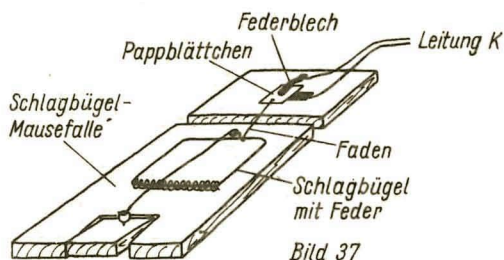 Federblech
Pappblättchen
Leitung K
Schlagbügel-
Mausefalle
Faden
Schlagbügel
mit Feder
Bild 37